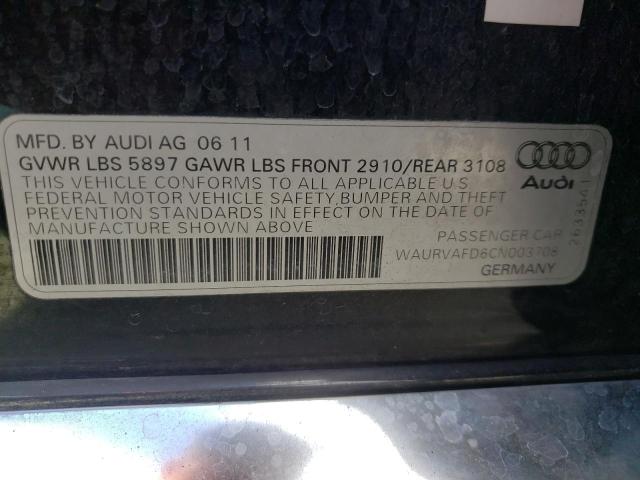 MFD. BY AUDI AG 06 11
GVWR LBS 5897 GAWR LBS FRONT 2910/REAR 3108
THIS VEHICLE CONFORMS TO ALL APPLICABLE U.S
FEDERAL MOTOR VEHICLE SAFETY, BUMPER AND THEFT
PREVENTION STANDARDS IN EFFECT ON THE DATE OF
MANUFACTURE SHOWN ABOVE
PASSENGER CAR
WAURVAFD6CN003708
GERMANY
Audi
2633541